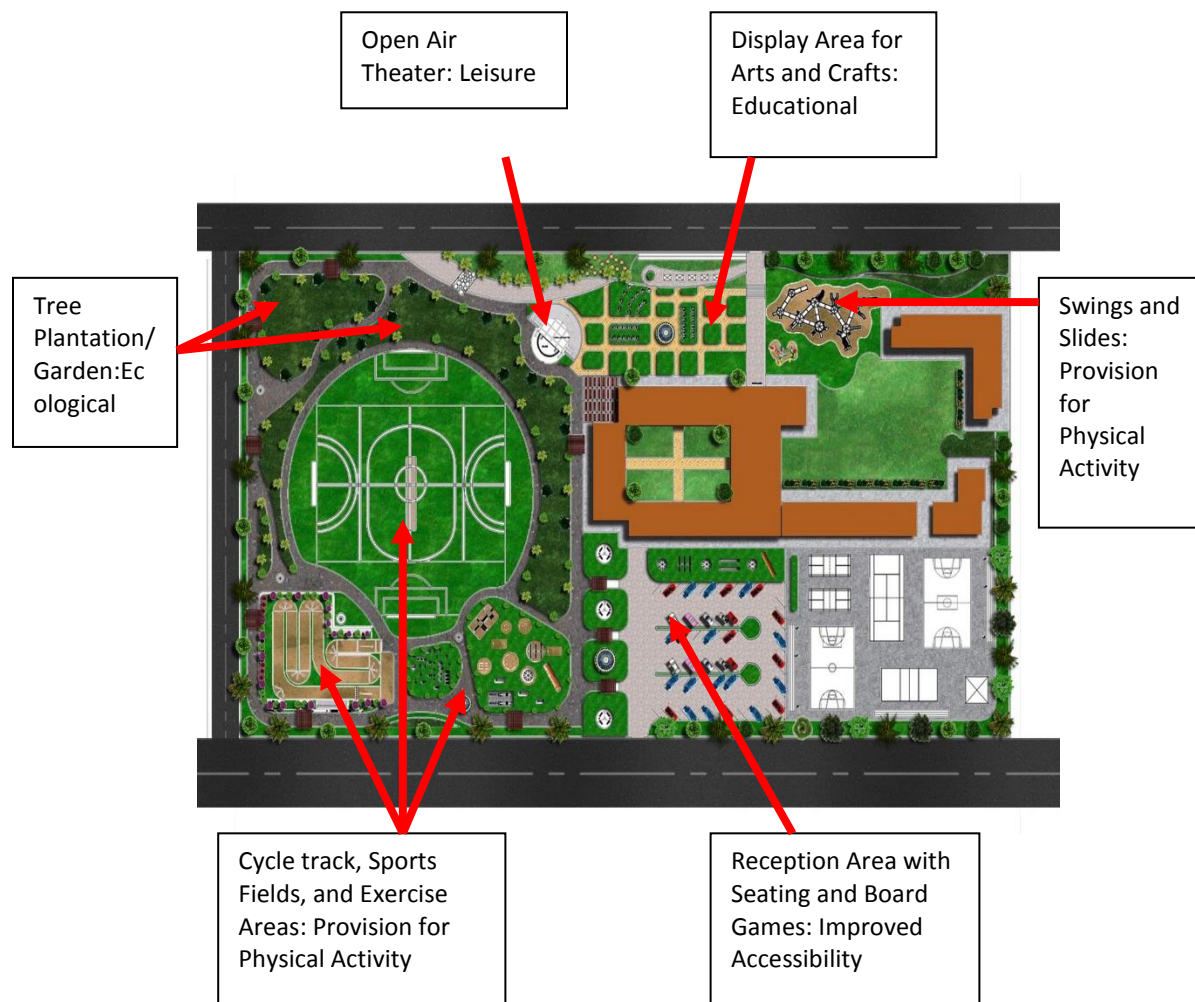 Open Air
Theater: Leisure
Display Area for
Arts and Crafts:
Educational
Tree
Plantation/
Garden:Ec
ological
Swings and
Slides:
Provision
for
Physical
Activity
Cycle track, Sports
Fields, and Exercise
Areas: Provision for
Physical Activity
Reception Area with
Seating and Board
Games: Improved
Accessibility